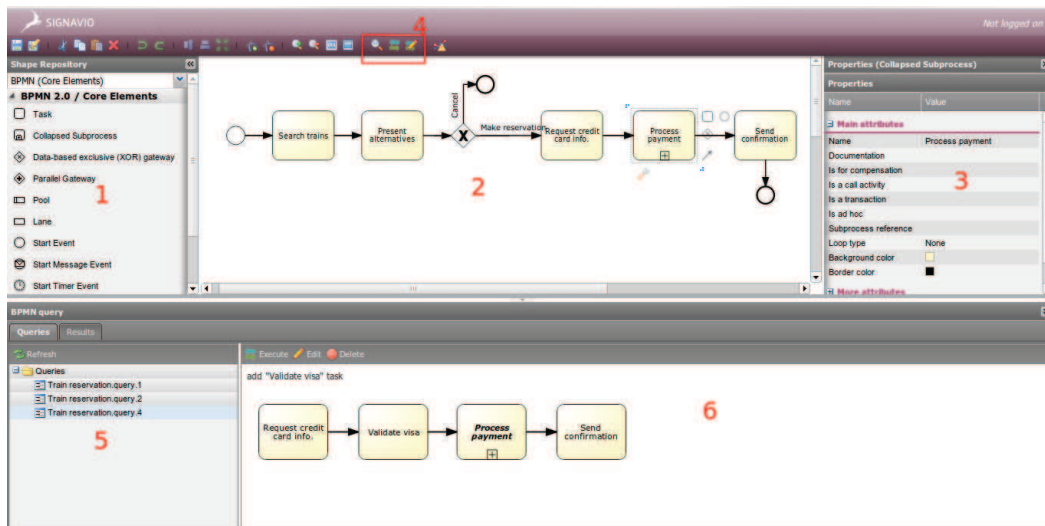 SIGNAVIO
Not logged on
4
Shape Repository
BPMN (Core Elements)
BPMN 2.0 / Core Elements
Task
Collapsed Subprocess
Data-based exclusive (XOR) gateway
Parallel Gateway
Pool
Lane
Start Event
Start Message Event
Start Timer Event
1
Search trains
Present
alternatives
X
Cancel
Make reservation
Request credit
card info.
Process
payment
Send
confirmation
2
Properties (Collapsed Subprocess)
Properties
Name Value
Main attributes
Name Process payment
Documentation
Is for compensation
Is a call activity
Is a transaction
Is ad hoc
Subprocess reference
Loop type None
Background color
Border color
More attributes
3
BPMN query
Queries Results
Refresh
Queries
Train reservation.query.1
Train reservation.query.2
Train reservation.query.4
5
Execute Edit Delete
add "Validate visa" task
Request credit
card info.
Validate visa
Process
payment
Send
confirmation
6